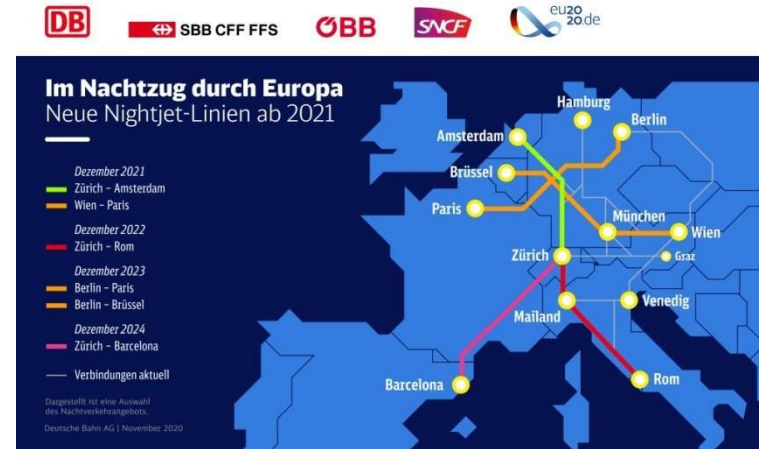 DB
SBB CFF FFS
ÖBB
SNCF
eu20
20.de
Im Nachtzug durch Europa
Neue Nightjet-Linien ab 2021
Dezember 2021
Zürich – Amsterdam
Wien – Paris
Dezember 2022
Zürich – Rom
Dezember 2023
Berlin – Paris
Berlin – Brüssel
Dezember 2024
Zürich – Barcelona
Verbindungen aktuell
Dargestellt ist eine Auswahl
des Nachtverkehrangebots.
Deutsche Bahn AG | November 2020
Hamburg
Berlin
Amsterdam
Brüssel
Paris
München
Wien
Zürich
Graz
Mailand
Venedig
Barcelona
Rom